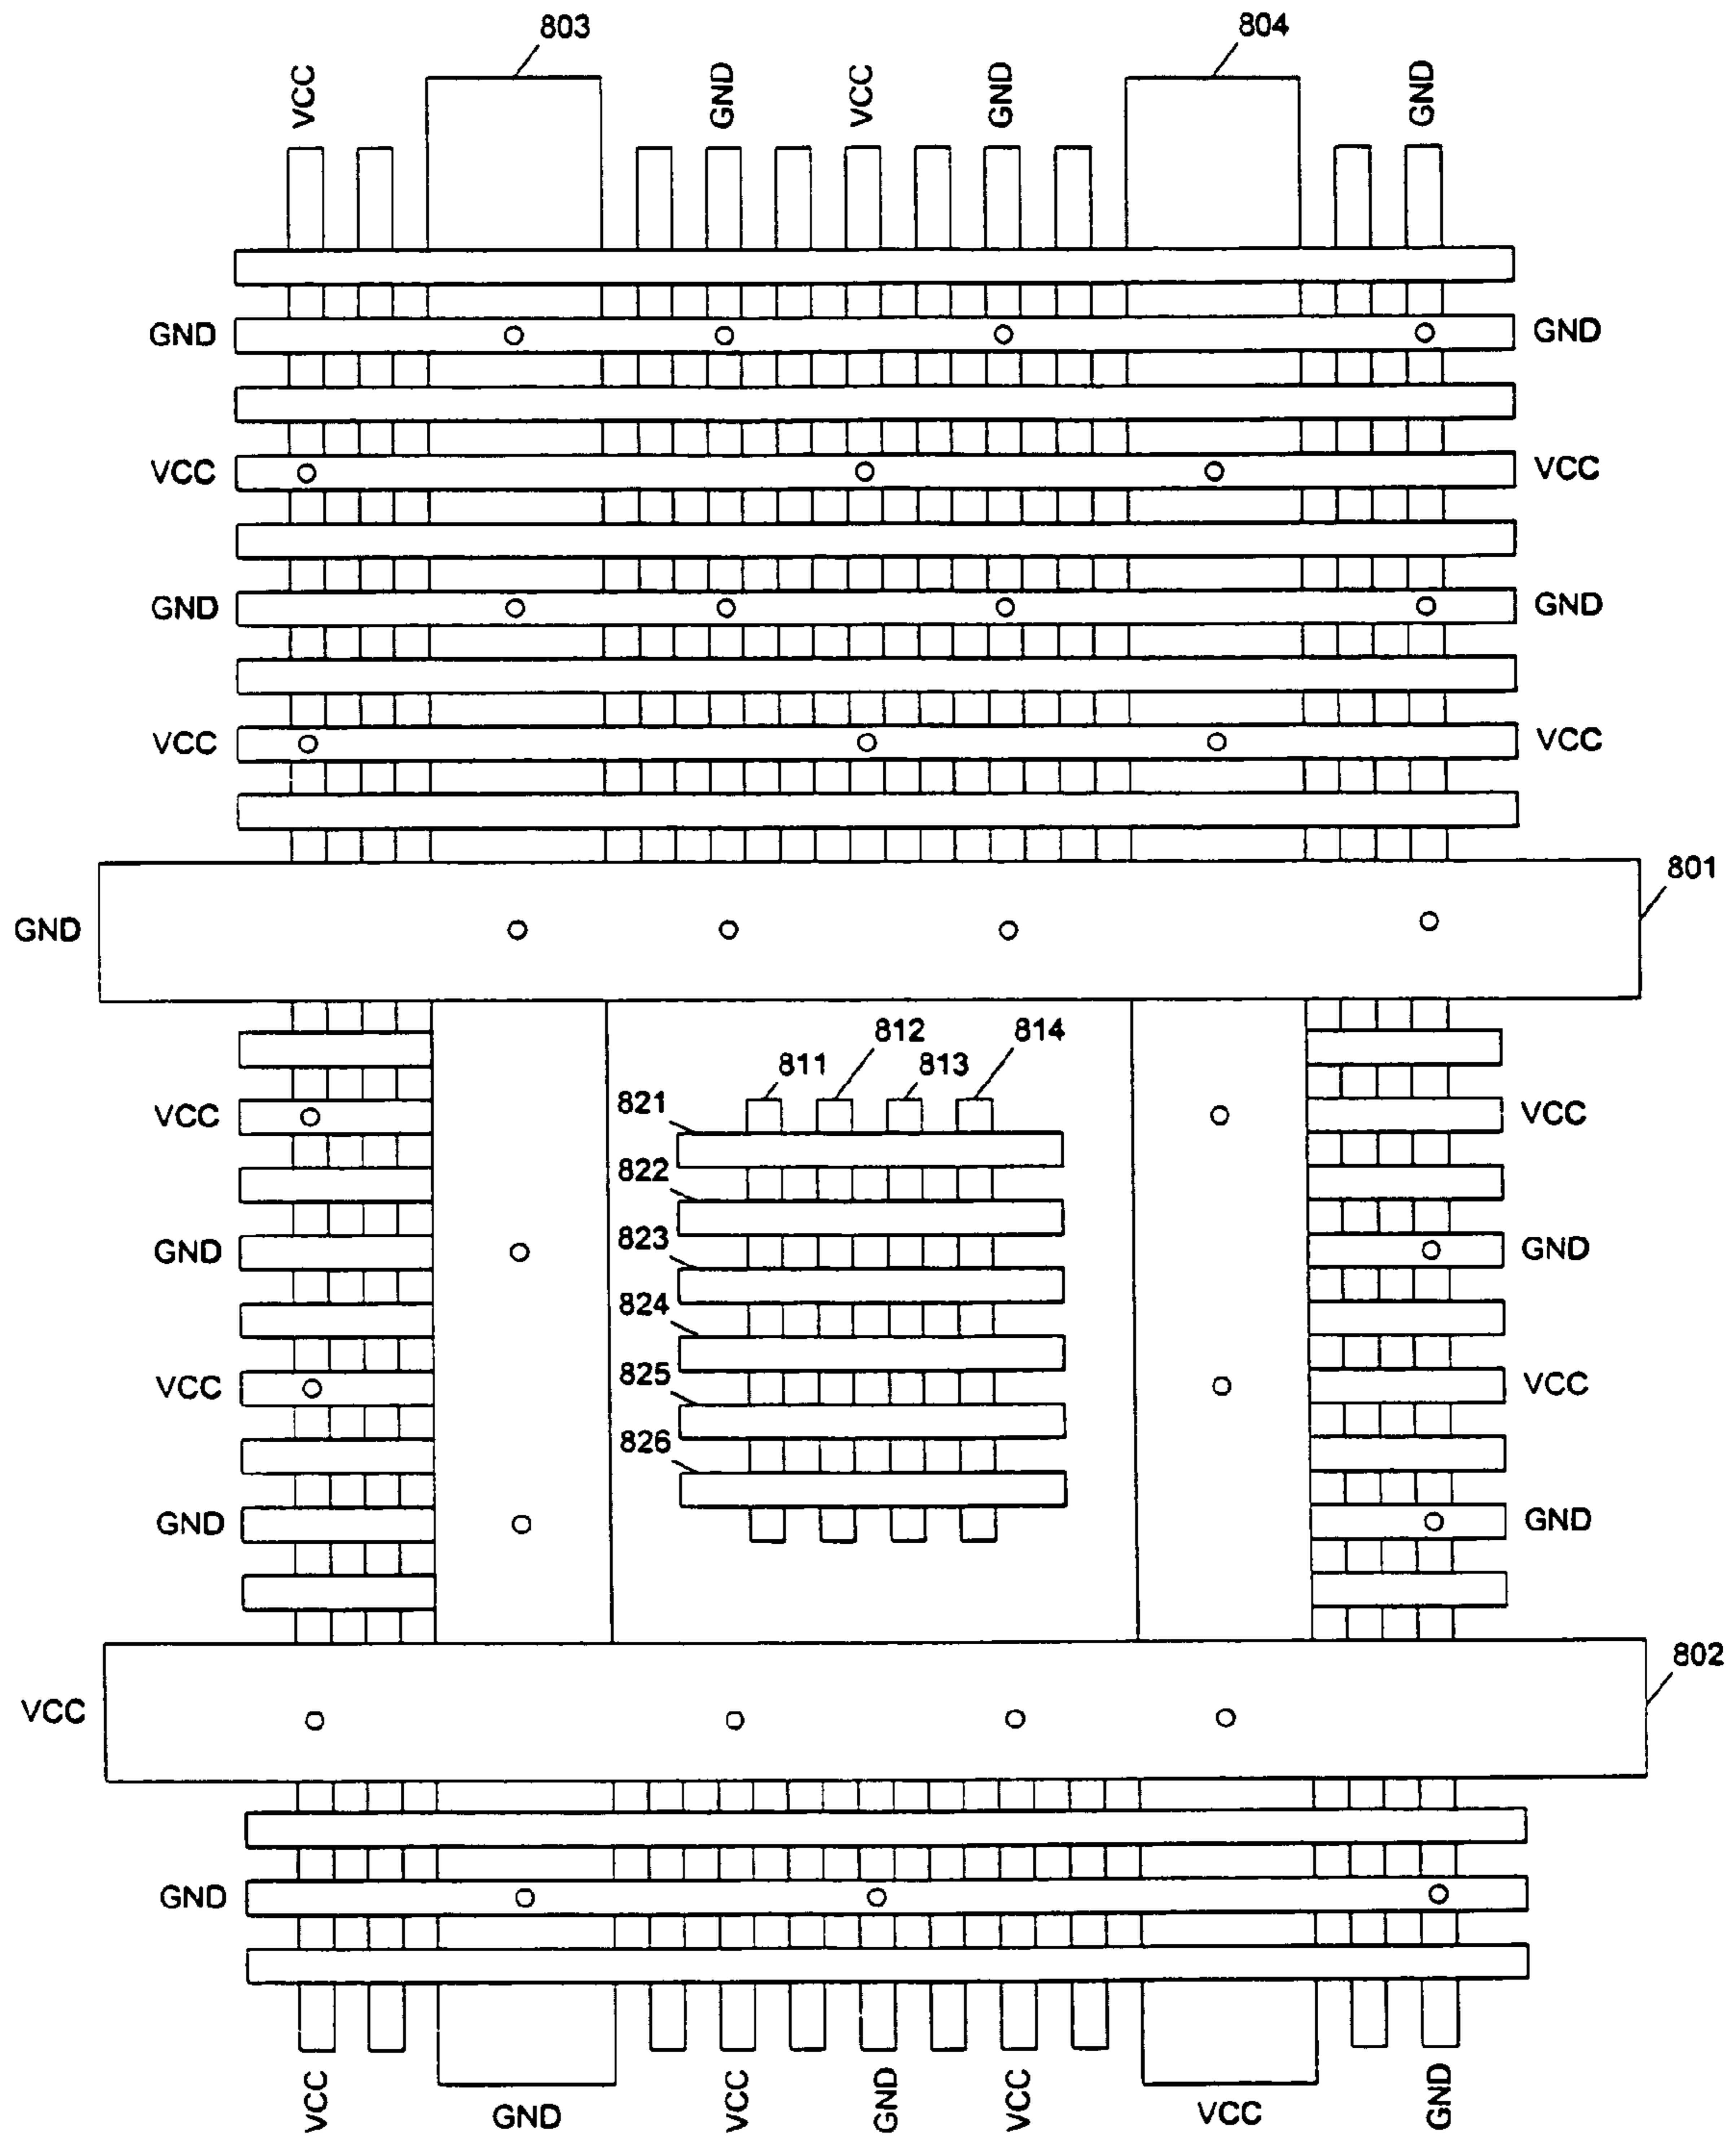 803
804
VCC
GND
VCC
GND
GND
GND
GND
VCC
VCC
GND
GND
VCC
VCC
801
GND
811
812
813
814
821
VCC
VCC
822
823
GND
GND
824
825
VCC
VCC
826
GND
GND
802
VCC
GND
VCC
GND
VCC
GND
VCC
VCC
GND